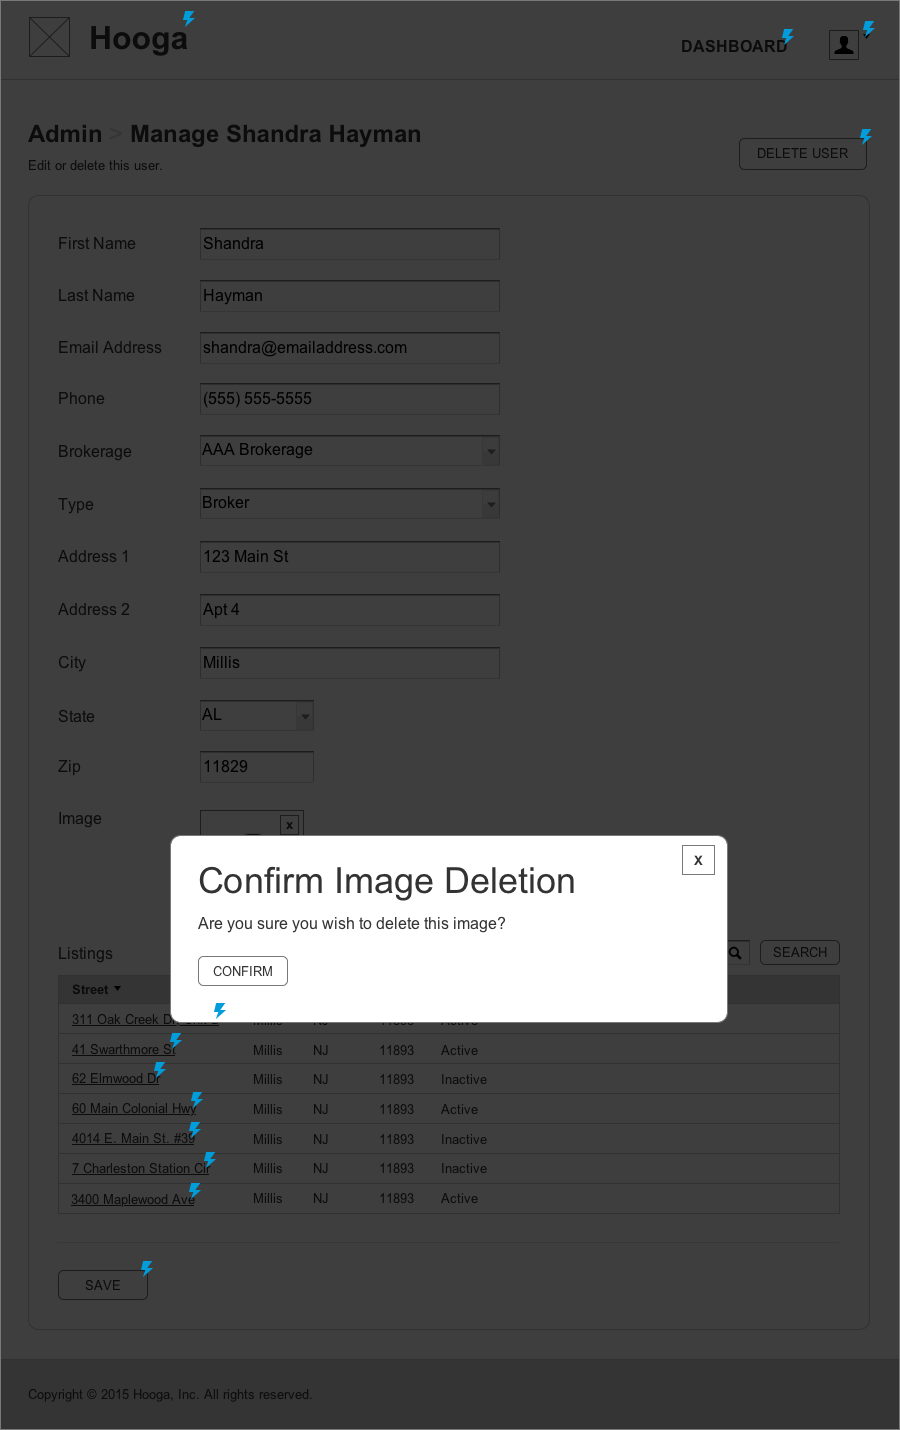 Hooga
DASHBOARD
Admin > Manage Shandra Hayman
Edit or delete this user.
DELETE USER
First Name Shandra
Last Name Hayman
Email Address shandra@emailaddress.com
Phone (555) 555-5555
Brokerage AAA Brokerage
Type Broker
Address 1 123 Main St
Address 2 Apt 4
City Millis
State AL
Zip 11829
Image x
Confirm Image Deletion X
Are you sure you wish to delete this image?
CONFIRM
Listings SEARCH
Street
311 Oak Creek Millis NJ 11893 Active
41 Swarthmore St Millis NJ 11893 Active
62 Elmwood Dr Millis NJ 11893 Inactive
60 Main Colonial Hwy Millis NJ 11893 Active
4014 E. Main St. #39 Millis NJ 11893 Inactive
7 Charleston Station Cir Millis NJ 11893 Inactive
3400 Maplewood Ave Millis NJ 11893 Active
SAVE
Copyright © 2015 Hooga, Inc. All rights reserved.